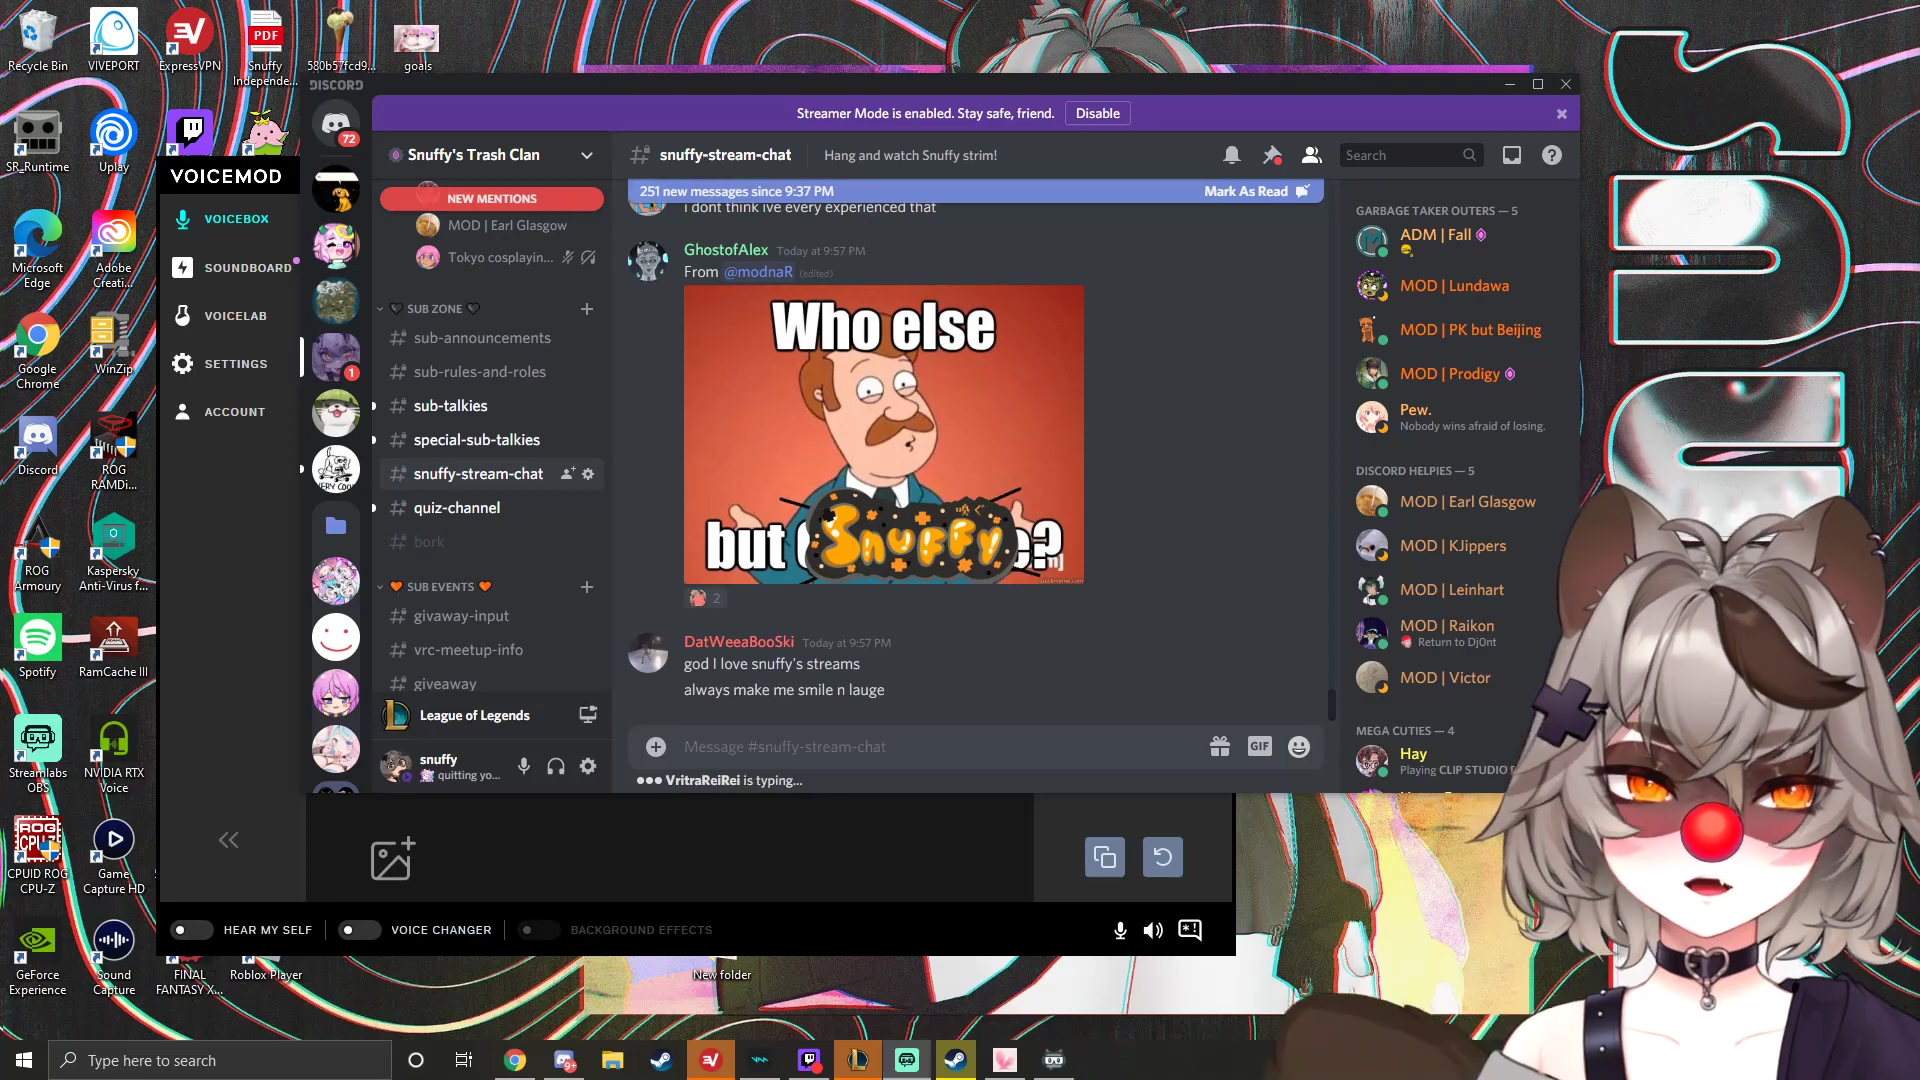 Recycle Bin
VIVEPORT
ExpressVPN
PDF
Snuffy
Independe...
580b57fcd9...
goals
SR_Runtime
Uplay
Microsoft
Edge
Adobe
Creati...
Google
Chrome
WinZip
Discord
ROG
RAMDi...
ROG
Armoury
Kaspersky
Anti-Virus f...
Spotify
RamCache III
Streamlabs
OBS
NVIDIA RTX
Voice
CPUID ROG
CPU-Z
Game
Capture HD
GeForce
Experience
Sound
Capture
FINAL
FANTASY X...
Roblox Player
New folder
VOICEMOD
VOICEBOX
SOUNDBOARD
VOICELAB
SETTINGS
ACCOUNT
HEAR MY SELF
VOICE CHANGER
BACKGROUND EFFECTS
DISCORD
72
1
VERY COOL
Streamer Mode is enabled. Stay safe, friend.
Disable
Snuffy's Trash Clan
NEW MENTIONS
MOD | Earl Glasgow
Tokyo cosplayin...
SUB ZONE
sub-announcements
sub-rules-and-roles
sub-talkies
special-sub-talkies
snuffy-stream-chat
quiz-channel
bork
SUB EVENTS
givaway-input
vrc-meetup-info
giveaway
League of Legends
snuffy
quitting yo...
snuffy-stream-chat
Hang and watch Snuffy strim!
Search
251 new messages since 9:37 PM
Mark As Read
i dont think ive every experienced that
GhostofAlex Today at 9:57 PM
From @modnaR (edited)
Who else
but
Snuffy
e?
2
DatWeeaBooSki Today at 9:57 PM
god I love snuffy's streams
always make me smile n lauge
Message #snuffy-stream-chat
GIF
VritraReiRei is typing...
GARBAGE TAKER OUTERS — 5
ADM | Fall
MOD | Lundawa
MOD | PK but Beijing
MOD | Prodigy
Pew.
Nobody wins afraid of losing.
DISCORD HELPIES — 5
MOD | Earl Glasgow
MOD | KJippers
MOD | Leinhart
MOD | Raikon
Return to Dj0nt
MOD | Victor
MEGA CUTIES — 4
Hay
Playing CLIP STUDIO
Type here to search